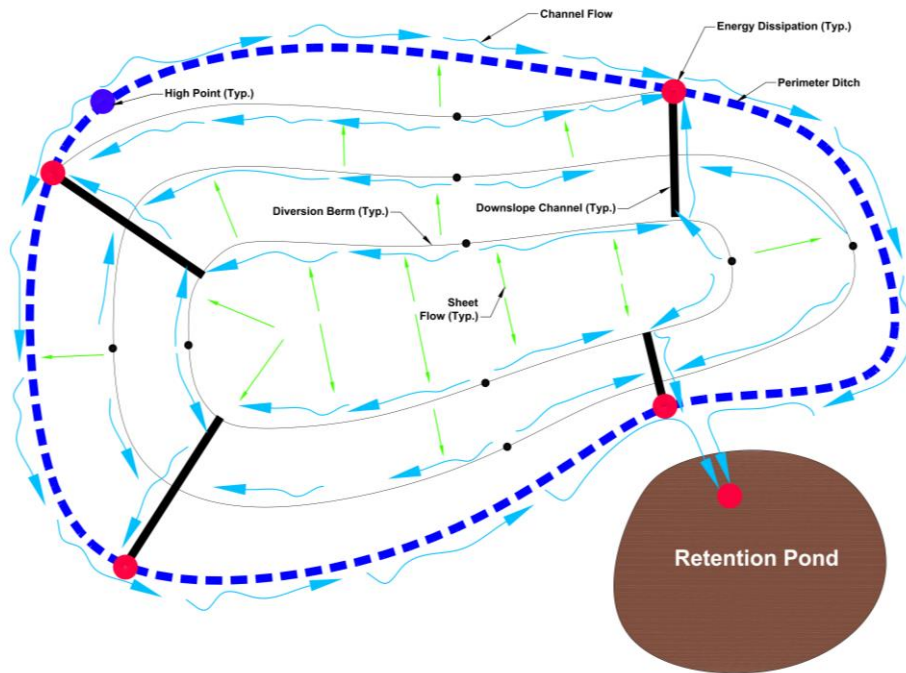 Channel Flow
Energy Dissipation (Typ.)
High Point (Typ.)
Perimeter Ditch
Diversion Berm (Typ.)
Downslope Channel (Typ.)
Sheet
Flow (Typ.)
Retention Pond